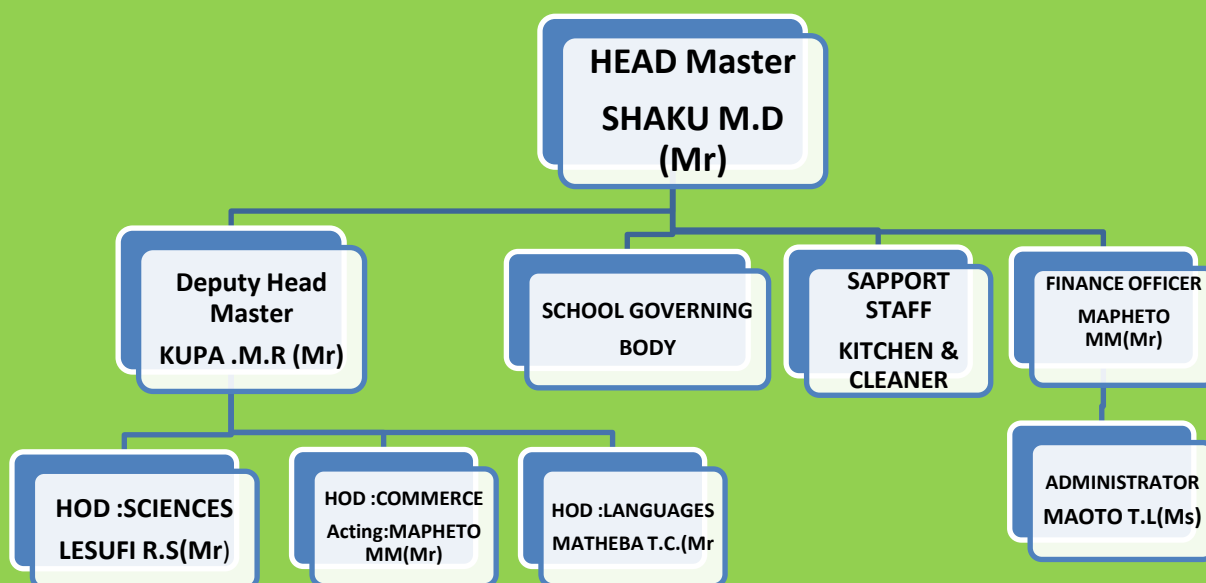 HEAD Master
SHAKU M.D
(Mr)
Deputy Head
Master
KUPA .M.R (Mr)
SCHOOL GOVERNING
BODY
SAPPORT
STAFF
KITCHEN &
CLEANER
FINANCE OFFICER
MAPHETO
MM(Mr)
HOD :SCIENCES
LESUFI R.S(Mr)
HOD :COMMERCE
Acting:MAPHETO
MM(Mr)
HOD :LANGUAGES
MATHEBA T.C.(Mr
ADMINISTRATOR
MAOTO T.L(Ms)